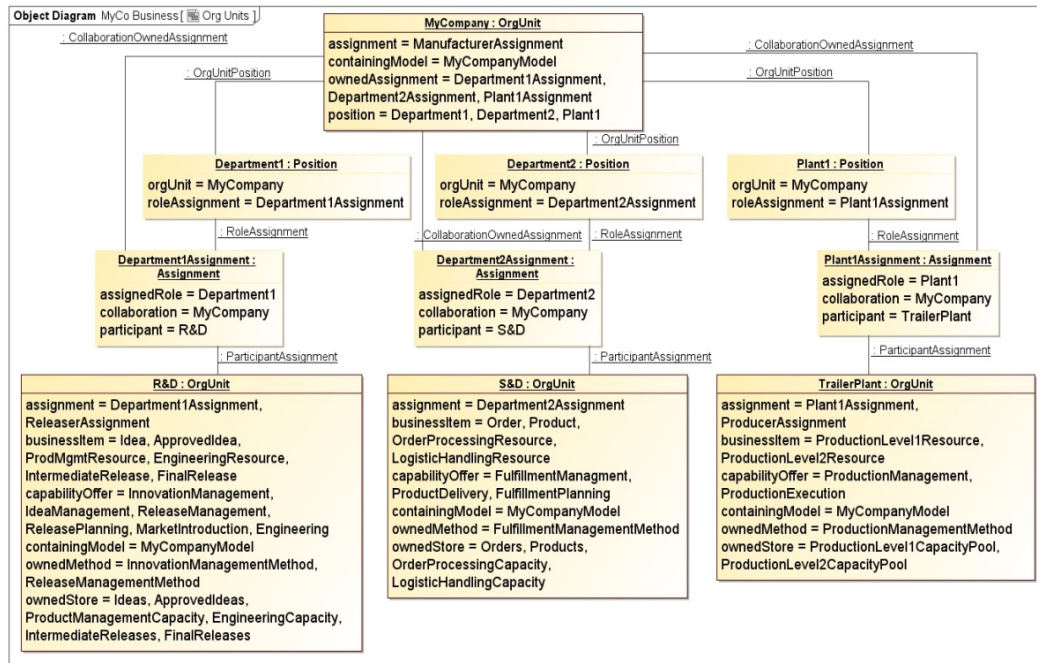 Object Diagram MyCo Business [ Org Units ]
MyCompany : OrgUnit
assignment = ManufacturerAssignment
containingModel = MyCompanyModel
ownedAssignment = Department1Assignment,
Department2Assignment, Plant1Assignment
position = Department1, Department2, Plant1
: CollaborationOwnedAssignment
: CollaborationOwnedAssignment
: OrgUnitPosition
: OrgUnitPosition
: OrgUnitPosition
Department1 : Position
orgUnit = MyCompany
roleAssignment = Department1Assignment
Department2 : Position
orgUnit = MyCompany
roleAssignment = Department2Assignment
Plant1 : Position
orgUnit = MyCompany
roleAssignment = Plant1Assignment
: RoleAssignment
: CollaborationOwnedAssignment
: RoleAssignment
: RoleAssignment
Department1Assignment :
Assignment
assignedRole = Department1
collaboration = MyCompany
participant = R&D
Department2Assignment :
Assignment
assignedRole = Department2
collaboration = MyCompany
participant = S&D
Plant1Assignment : Assignment
assignedRole = Plant1
collaboration = MyCompany
participant = TrailerPlant
: ParticipantAssignment
: ParticipantAssignment
: ParticipantAssignment
R&D : OrgUnit
assignment = Department1Assignment,
ReleaserAssignment
businessItem = Idea, ApprovedIdea,
ProdMgmtResource, EngineeringResource,
IntermediateRelease, FinalRelease
capabilityOffer = InnovationManagement,
IdeaManagement, ReleaseManagement,
ReleasePlanning, MarketIntroduction, Engineering
containingModel = MyCompanyModel
ownedMethod = InnovationManagementMethod,
ReleaseManagementMethod
ownedStore = Ideas, ApprovedIdeas,
ProductManagementCapacity, EngineeringCapacity,
IntermediateReleases, FinalReleases
S&D : OrgUnit
assignment = Department2Assignment
businessItem = Order, Product,
OrderProcessingResource,
LogisticHandlingResource
capabilityOffer = FulfillmentManagment,
ProductDelivery, FulfillmentPlanning
containingModel = MyCompanyModel
ownedMethod = FulfillmentManagementMethod
ownedStore = Orders, Products,
OrderProcessingCapacity,
LogisticHandlingCapacity
TrailerPlant : OrgUnit
assignment = Plant1Assignment,
ProducerAssignment
businessItem = ProductionLevel1Resource,
ProductionLevel2Resource
capabilityOffer = ProductionManagement,
ProductionExecution
containingModel = MyCompanyModel
ownedMethod = ProductionManagementMethod
ownedStore = ProductionLevel1CapacityPool,
ProductionLevel2CapacityPool